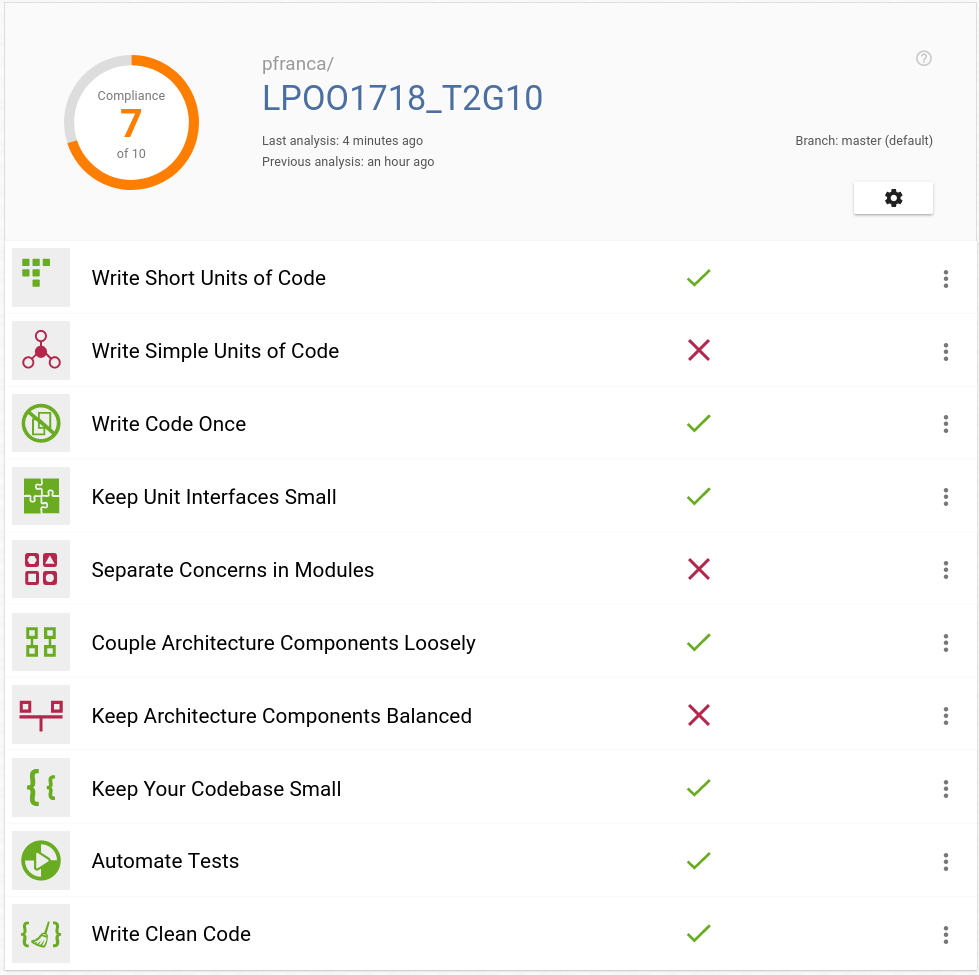 Compliance
7
of 10
pfranca/
LPOO1718_T2G10
Last analysis: 4 minutes ago
Previous analysis: an hour ago
Branch: master (default)
Write Short Units of Code
Write Simple Units of Code
Write Code Once
Keep Unit Interfaces Small
Separate Concerns in Modules
Couple Architecture Components Loosely
Keep Architecture Components Balanced
Keep Your Codebase Small
Automate Tests
Write Clean Code